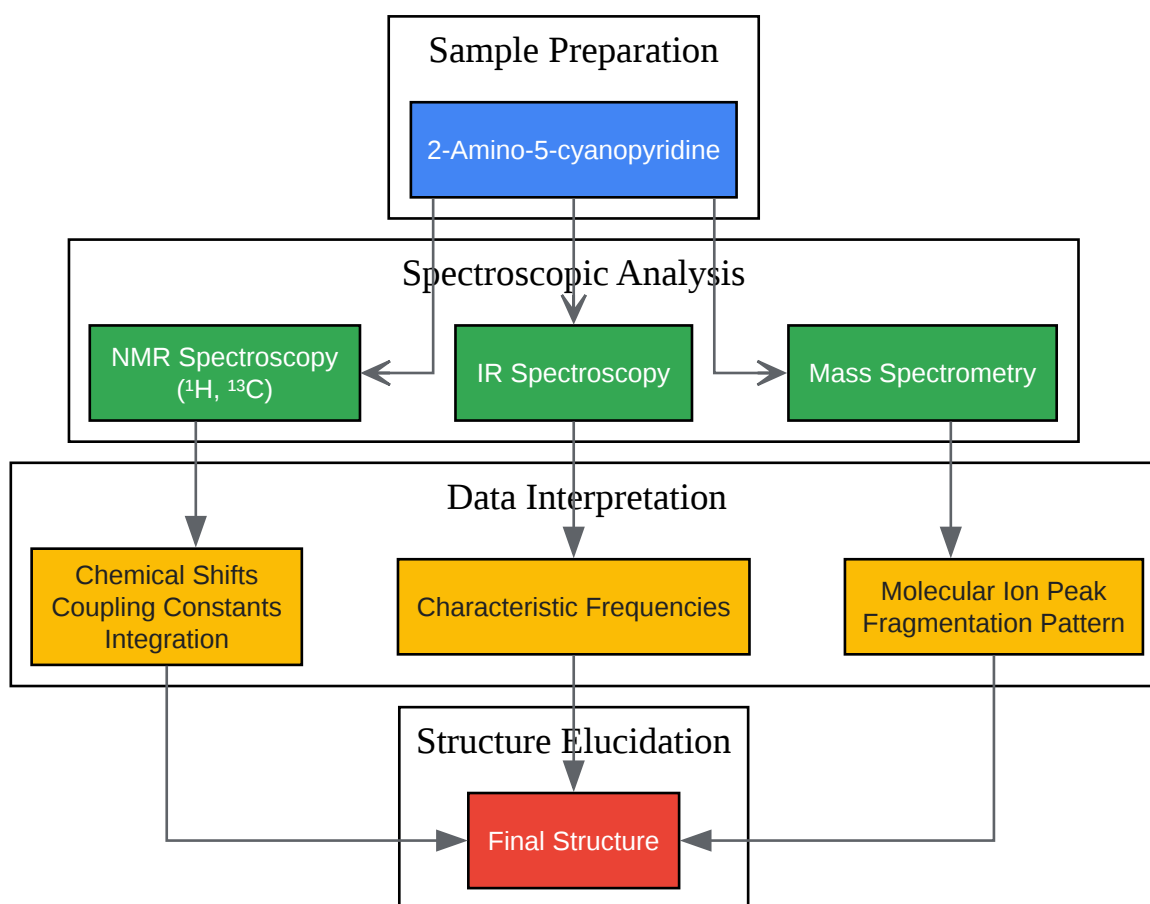 Sample Preparation
2-Amino-5-cyanopyridine
Spectroscopic Analysis
NMR Spectroscopy
(¹H, ¹³C)
IR Spectroscopy
Mass Spectrometry
Data Interpretation
Chemical Shifts
Coupling Constants
Integration
Characteristic Frequencies
Molecular Ion Peak
Fragmentation Pattern
Structure Elucidation
Final Structure